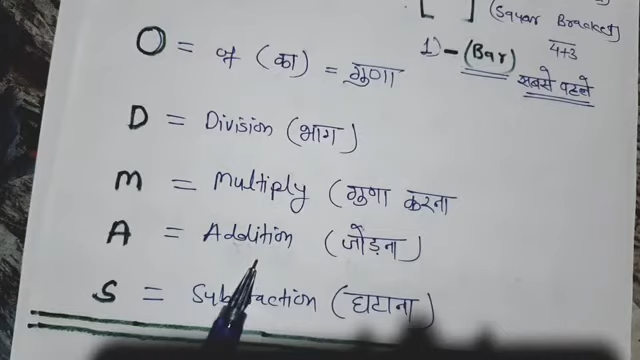 [ ] (Squar Bracket)
1) - (Bar) 4+3
सबसे पहले
O = of (का) = गुणा
D = Division (भाग)
M = Multiply (गुणा करना
A = Addition (जोड़ना)
S = Subtraction (घटाना)